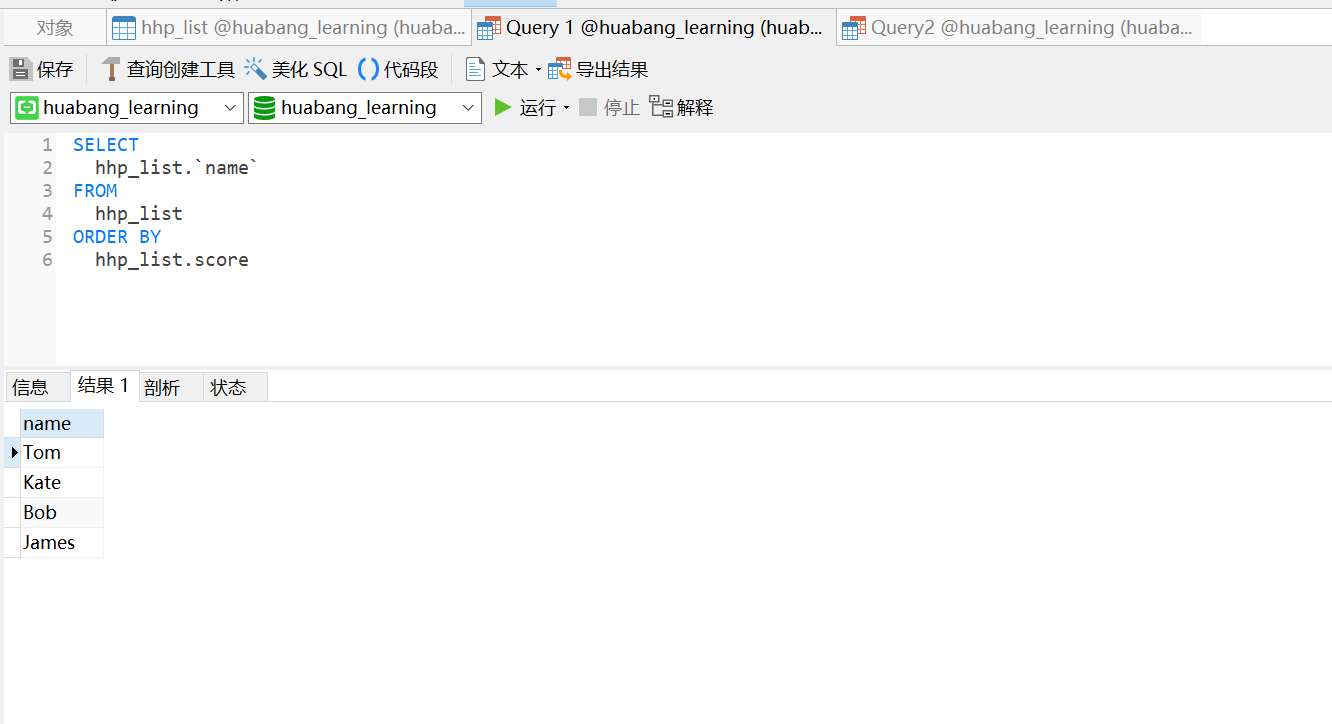 对象 hhp_list @huabang_learning (huaba... Query 1 @huabang_learning (huab... Query2 @huabang_learning (huaba...
保存 查询创建工具 美化 SQL 代码段 文本 导出结果
huabang_learning huabang_learning 运行 停止 解释
1 SELECT
2 hhp_list.`name`
3 FROM
4 hhp_list
5 ORDER BY
6 hhp_list.score
信息 结果 1 剖析 状态
name
Tom
Kate
Bob
James